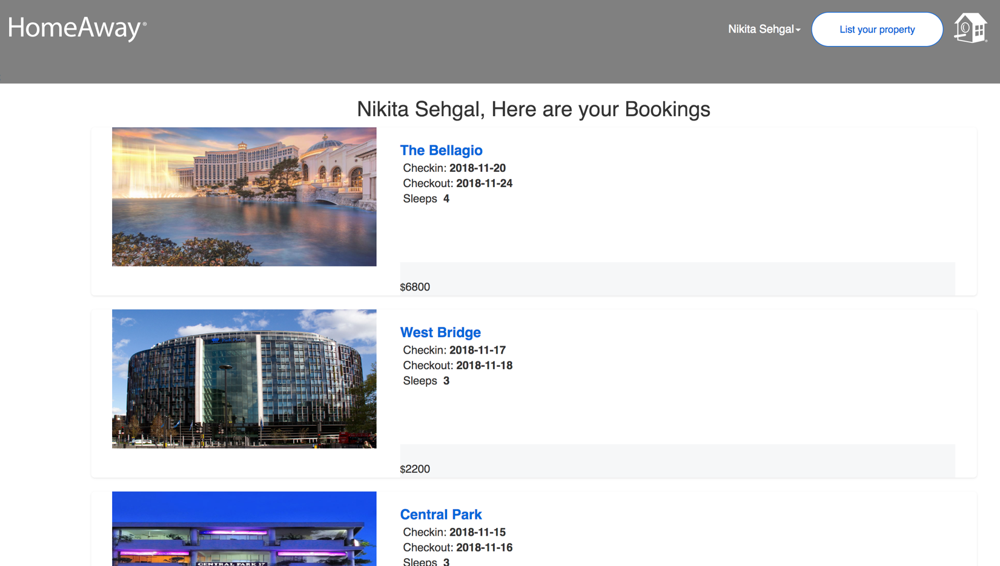 HomeAway®
Nikita Sehgal
List your property
Nikita Sehgal, Here are your Bookings
The Bellagio
Checkin: 2018-11-20
Checkout: 2018-11-24
Sleeps 4
$6800
West Bridge
Checkin: 2018-11-17
Checkout: 2018-11-18
Sleeps 3
$2200
Central Park
Checkin: 2018-11-15
Checkout: 2018-11-16
Sleeps 3
CENTRAL PARK 17